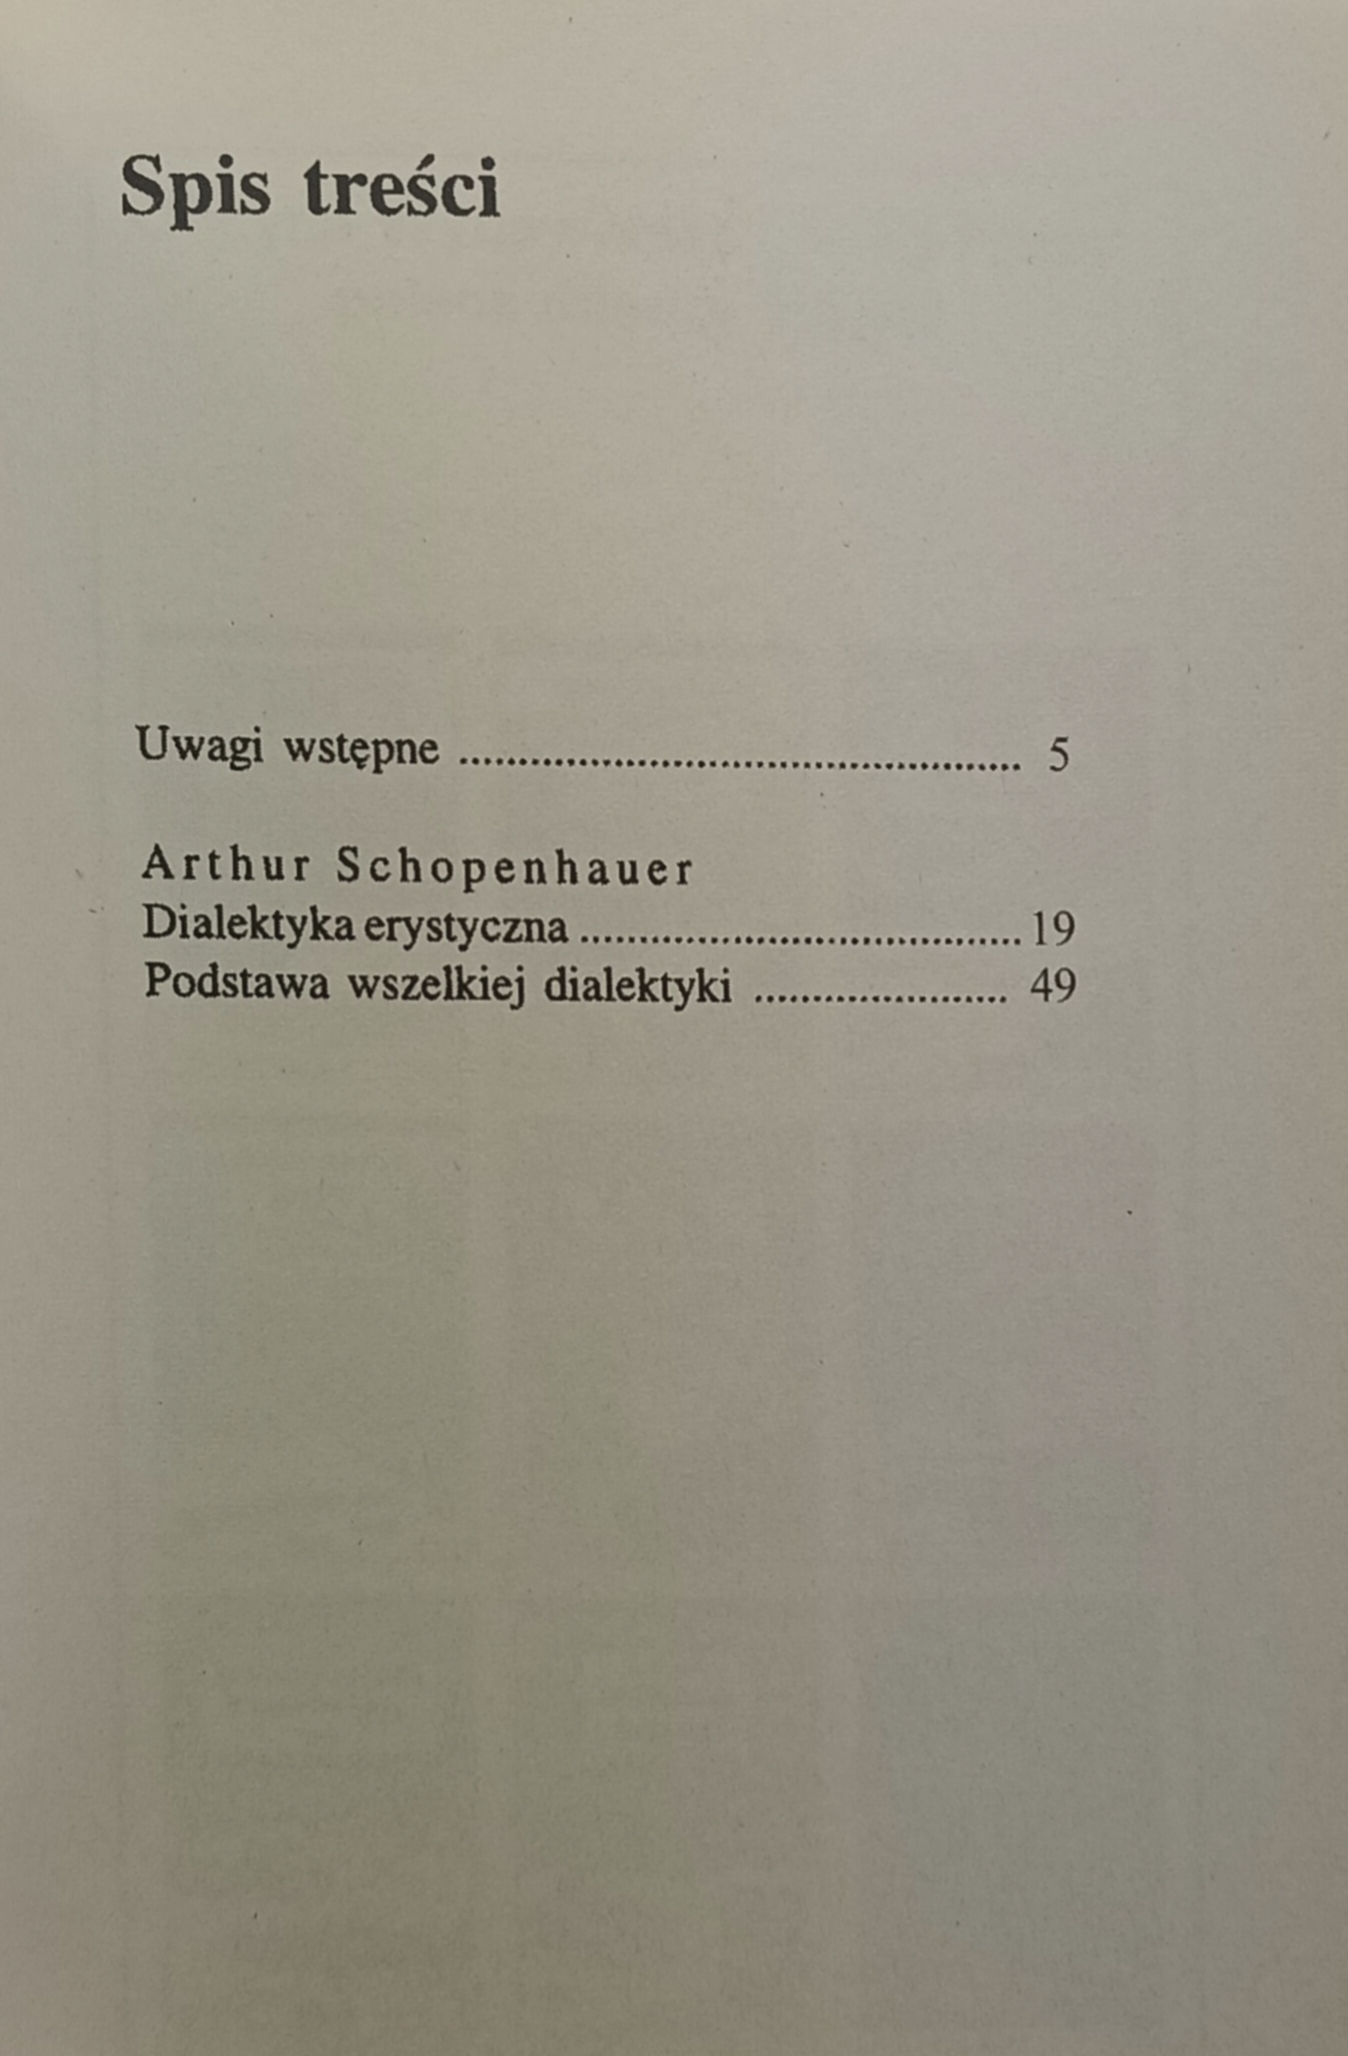 Spis treści
Uwagi wstępne ................................................ 5
Arthur Schopenhauer
Dialektyka erystyczna ...................................... 19
Podstawa wszelkiej dialektyki ...................... 49